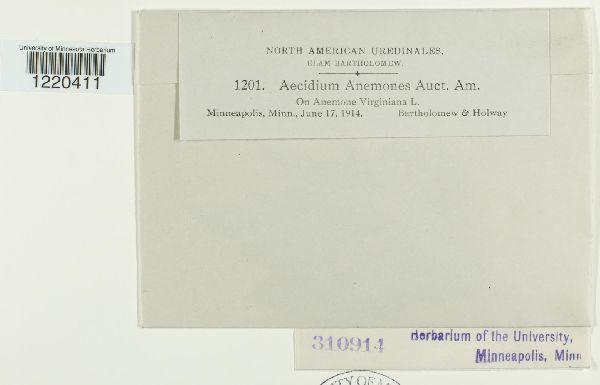 University of Minnesota Herbarium
1220411
NORTH AMERICAN UREDINALES.
ELAM BARTHOLOMEW.
1201. Aecidium Anemones Auct. Am.
On Anemone Virginiana L.
Minneapolis, Minn., June 17, 1914. Bartholomew & Holway
310914
Herbarium of the University,
Minneapolis, Minn